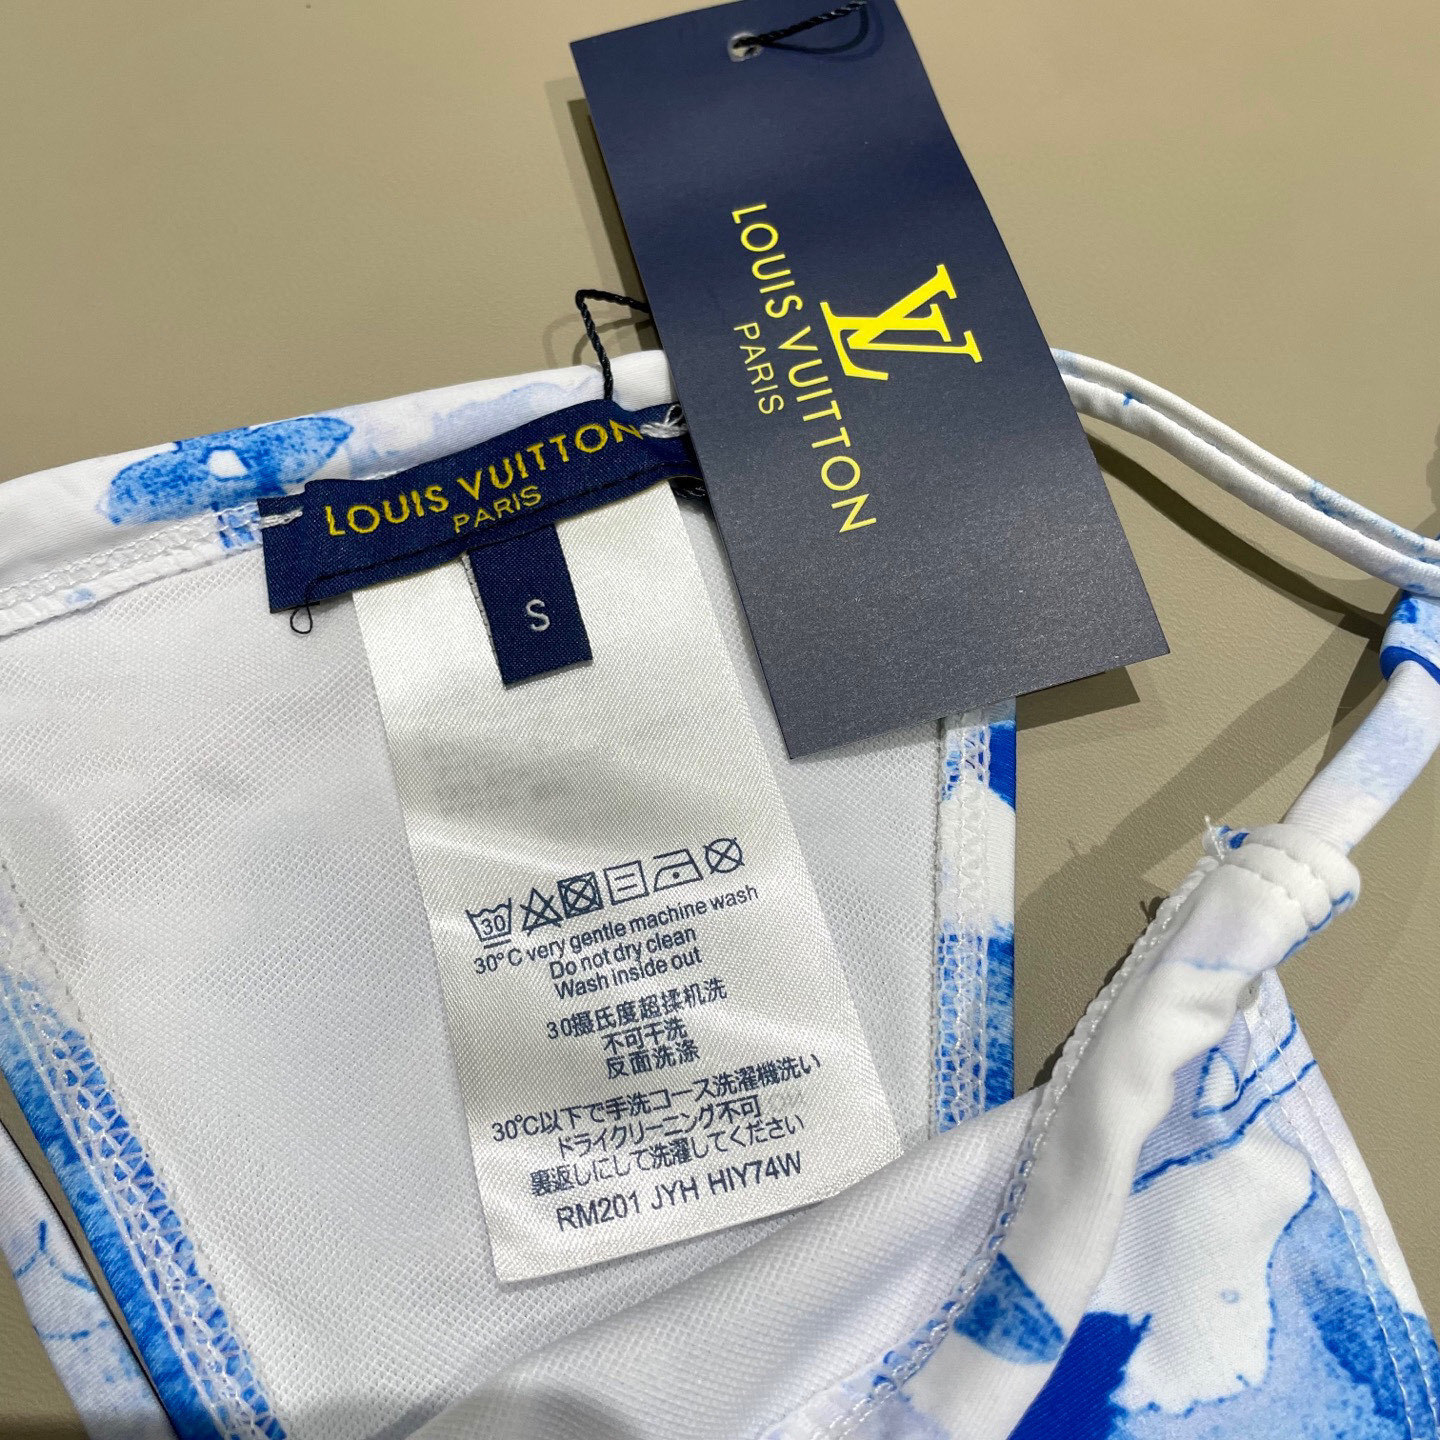 LV
LOUIS VUITTON
PARIS
LOUIS VUITTON
PARIS
S
30
30°C very gentle machine wash
Do not dry clean
Wash inside out
30摄氏度超揉机洗
不可干洗
反面洗涤
30℃以下で手洗コース洗濯機洗い
ドライクリーニング不可
裏返しにして洗濯してください
RM201 JYH HIY74W